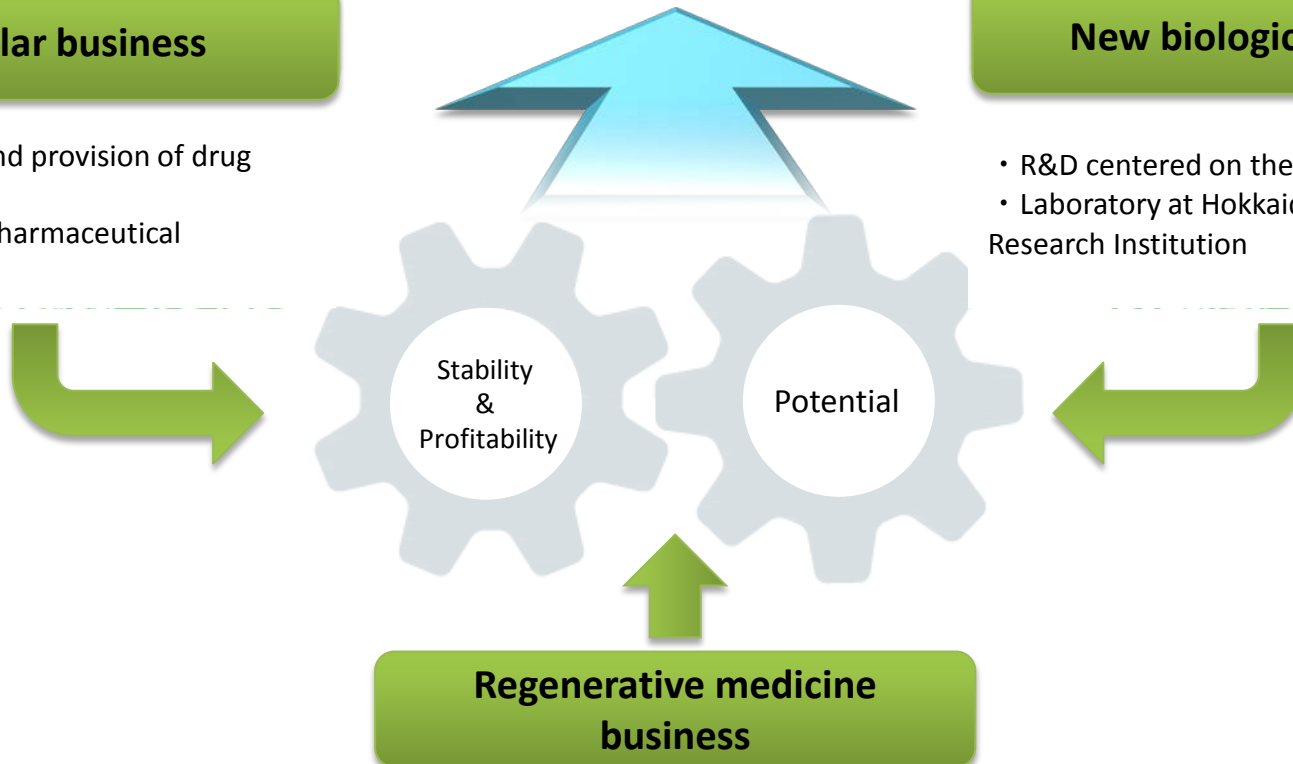 lar business
nd provision of drug
harmaceutical
New biologic
・R&D centered on the
・Laboratory at Hokkaid
Research Institution
Stability
&
Profitability
Potential
Regenerative medicine
business